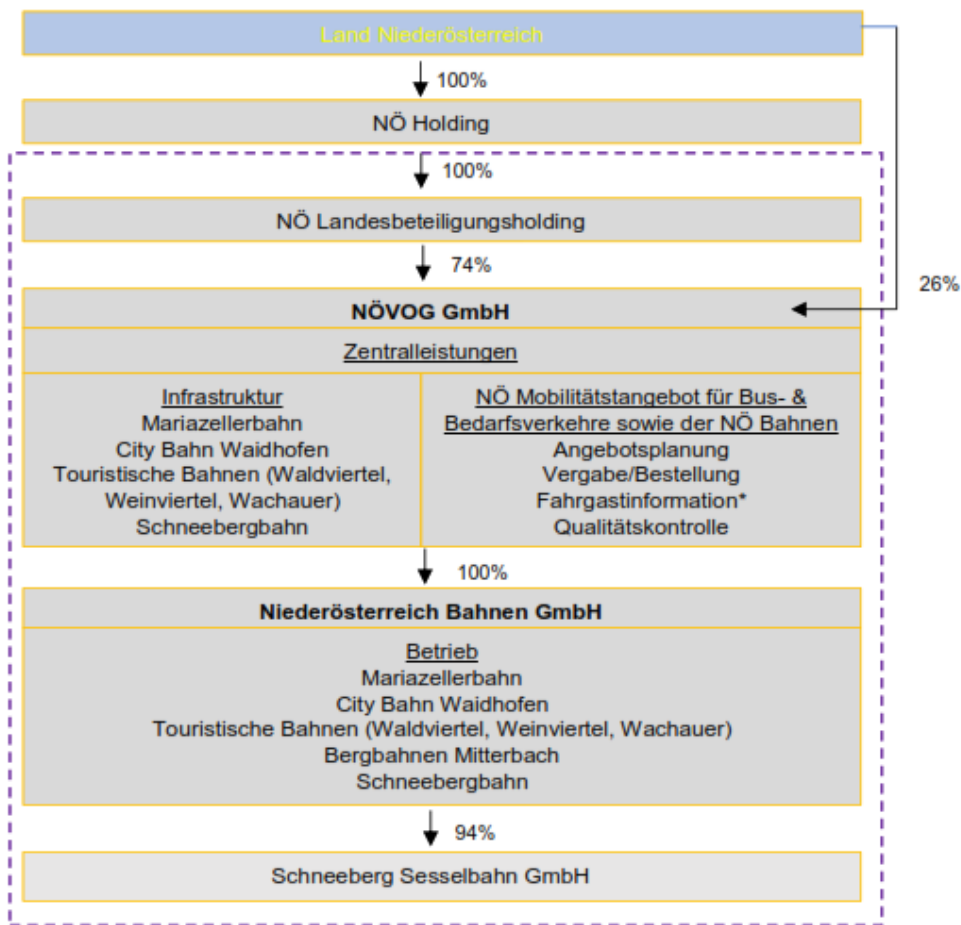 Land Niederösterreich
100%
NÖ Holding
100%
NÖ Landesbeteiligungsholding
74%
26%
NÖVOG GmbH
Zentralleistungen
Infrastruktur
Mariazellerbahn
City Bahn Waidhofen
Touristische Bahnen (Waldviertel,
Weinviertel, Wachauer)
Schneebergbahn
NÖ Mobilitätstangebot für Bus- &
Bedarfsverkehre sowie der NÖ Bahnen
Angebotsplanung
Vergabe/Bestellung
Fahrgastinformation*
Qualitätskontrolle
100%
Niederösterreich Bahnen GmbH
Betrieb
Mariazellerbahn
City Bahn Waidhofen
Touristische Bahnen (Waldviertel, Weinviertel, Wachauer)
Bergbahnen Mitterbach
Schneebergbahn
94%
Schneeberg Sesselbahn GmbH